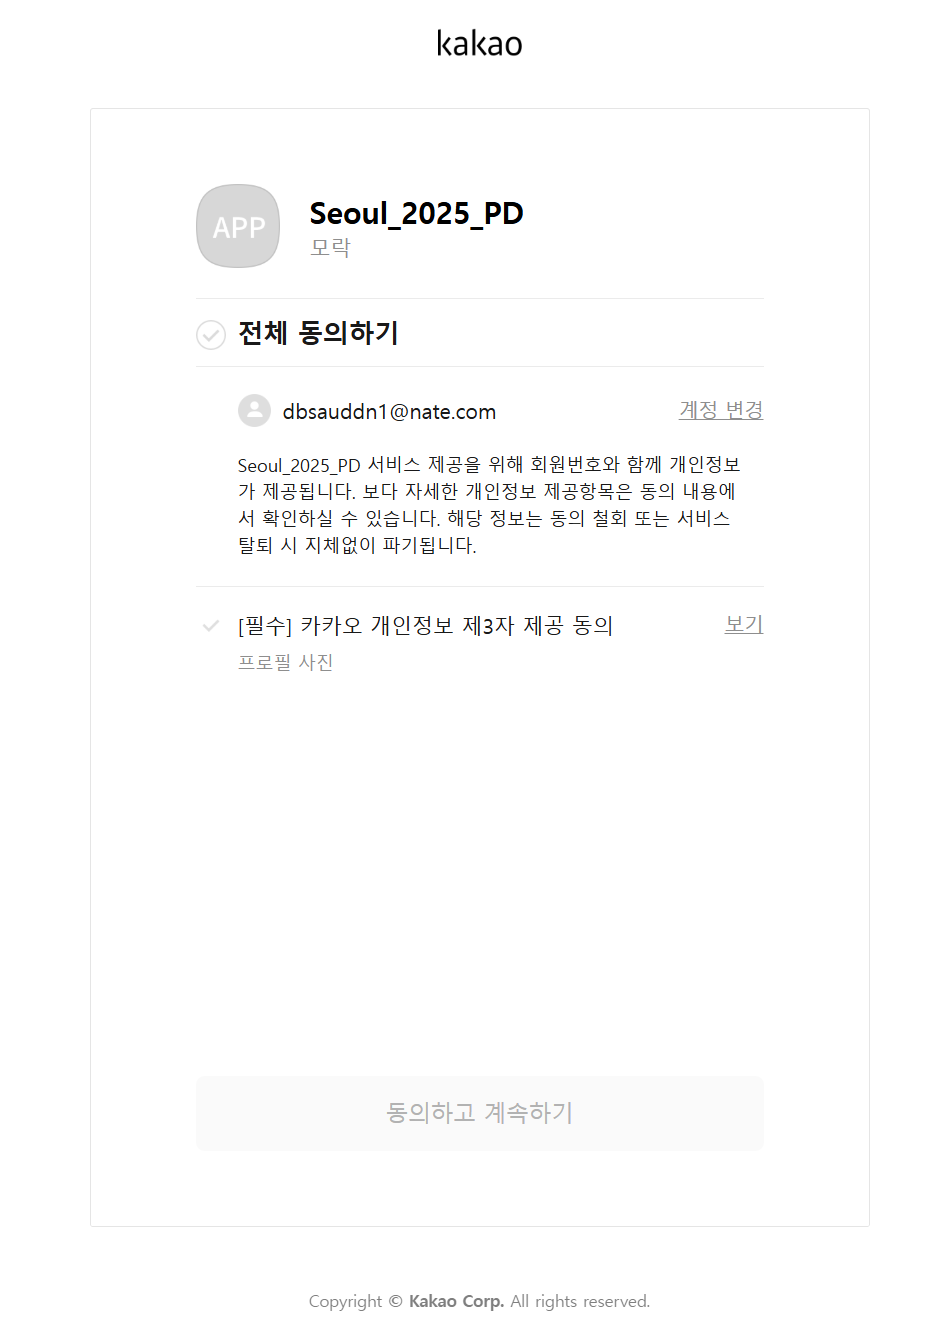 kakao
APP
Seoul_2025_PD
모락
전체 동의하기
dbsauddn1@nate.com
계정 변경
Seoul_2025_PD 서비스 제공을 위해 회원번호와 함께 개인정보
가 제공됩니다. 보다 자세한 개인정보 제공항목은 동의 내용에
서 확인하실 수 있습니다. 해당 정보는 동의 철회 또는 서비스
탈퇴 시 지체없이 파기됩니다.
[필수] 카카오 개인정보 제3자 제공 동의
보기
프로필 사진
동의하고 계속하기
Copyright © Kakao Corp. All rights reserved.